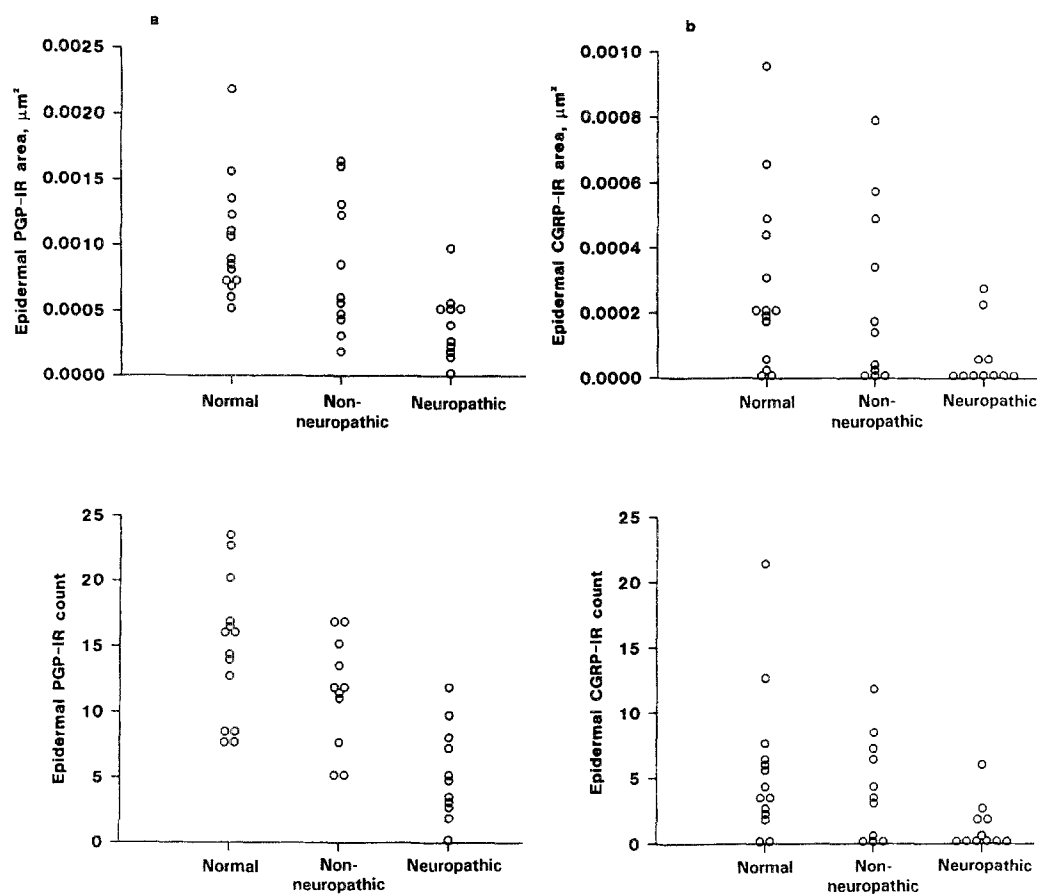 a
Epidermal PGP-IR area, μm²
0.0025
0.0020
0.0015
0.0010
0.0005
0.0000
Normal
Non-
neuropathic
Neuropathic
b
Epidermal CGRP-IR area, μm²
0.0010
0.0008
0.0006
0.0004
0.0002
0.0000
Normal
Non-
neuropathic
Neuropathic
Epidermal PGP-IR count
25
20
15
10
5
0
Normal
Non-
neuropathic
Neuropathic
Epidermal CGRP-IR count
25
20
15
10
5
0
Normal
Non-
neuropathic
Neuropathic